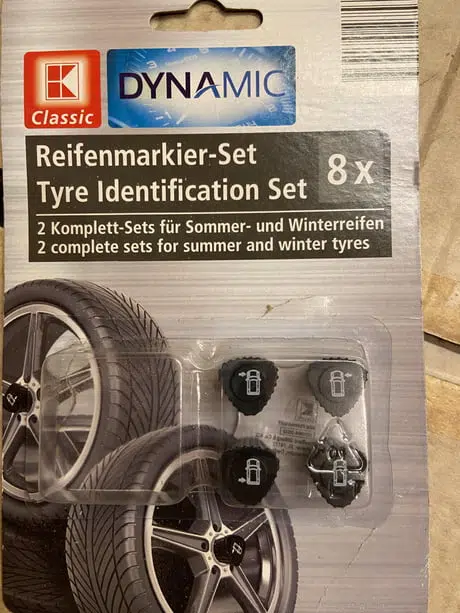 K
Classic
DYNAMIC
Reifenmarkier-Set
Tyre Identification Set
8 x
2 Komplett-Sets für Sommer- und Winterreifen
2 complete sets for summer and winter tyres